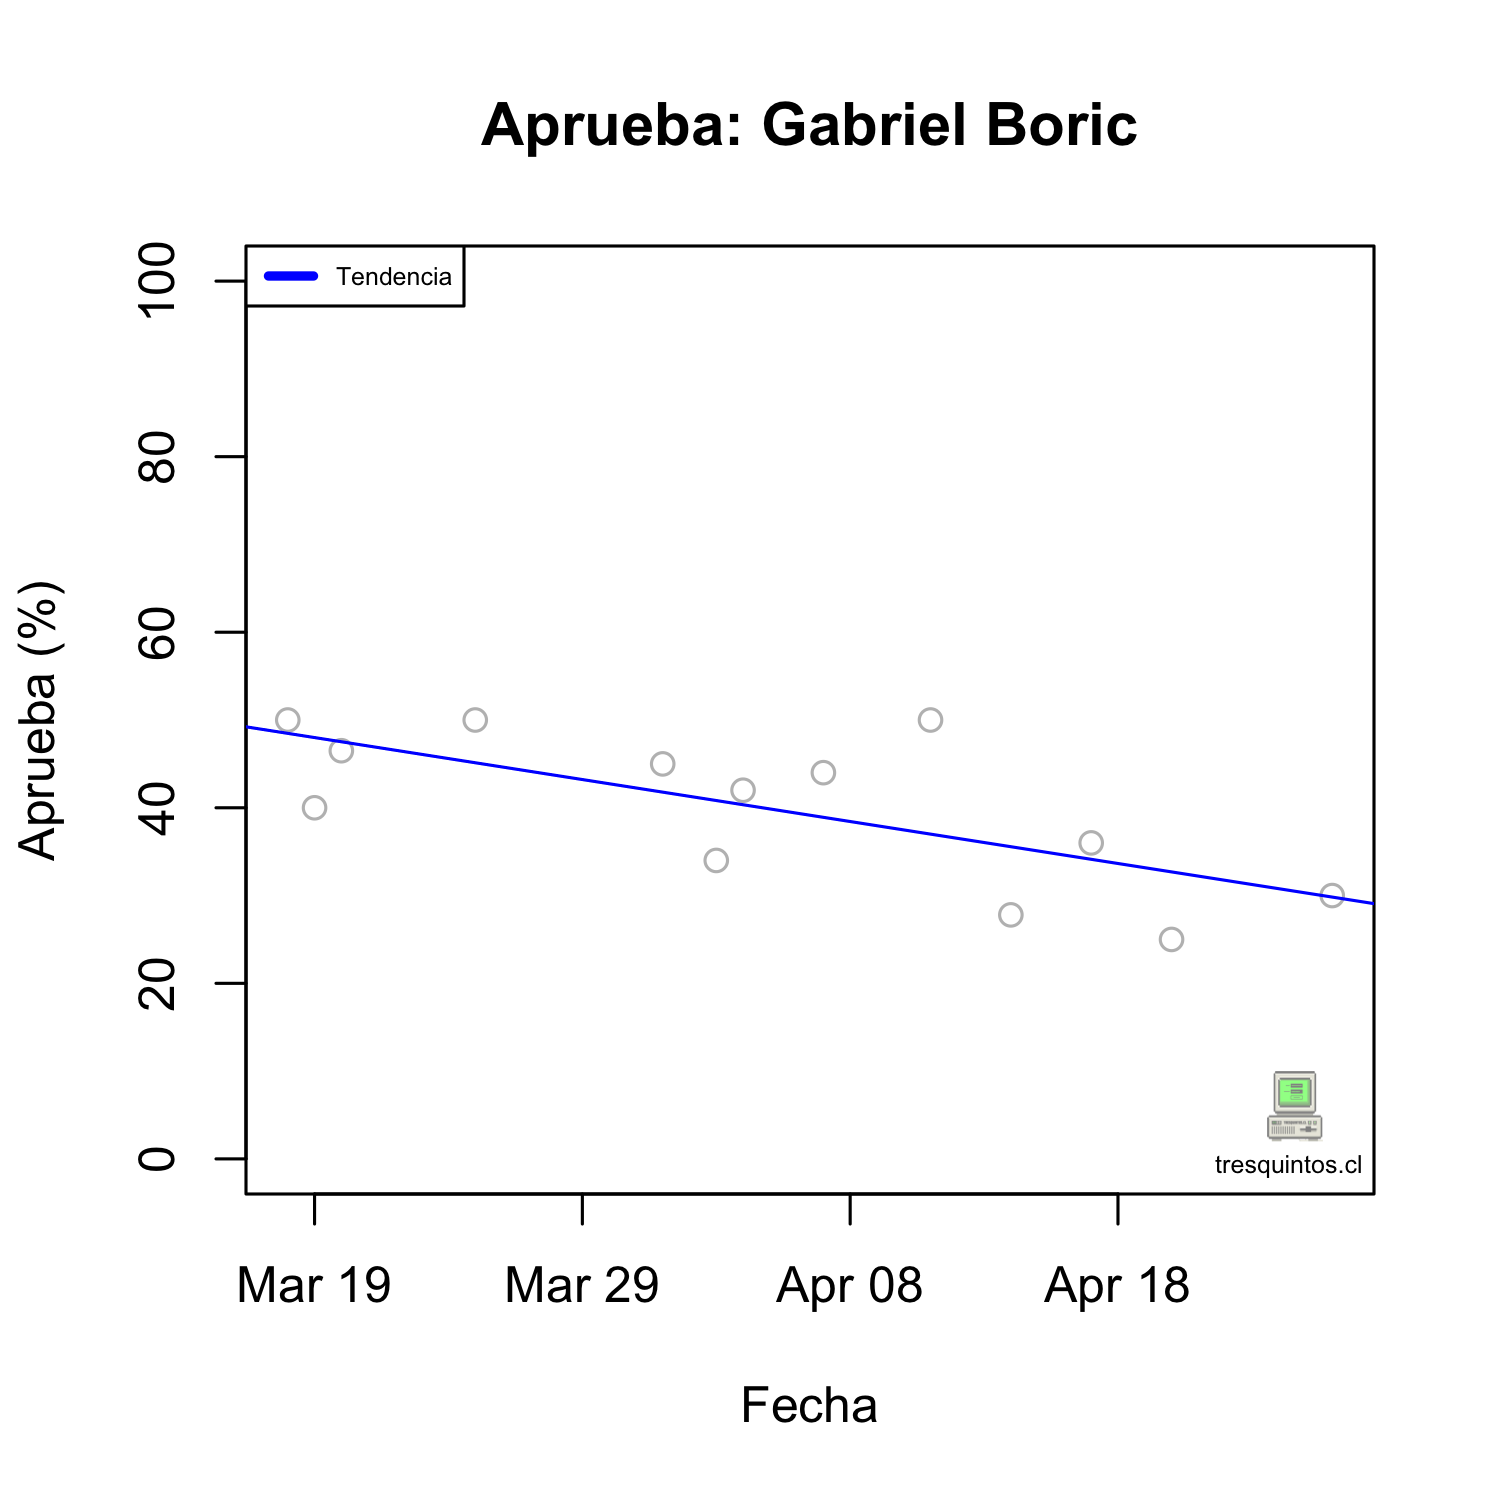 Aprueba: Gabriel Boric
Tendencia
100
80
60
40
20
0
Aprueba (%)
tresquintos.cl
Mar 19
Mar 29
Apr 08
Apr 18
Fecha